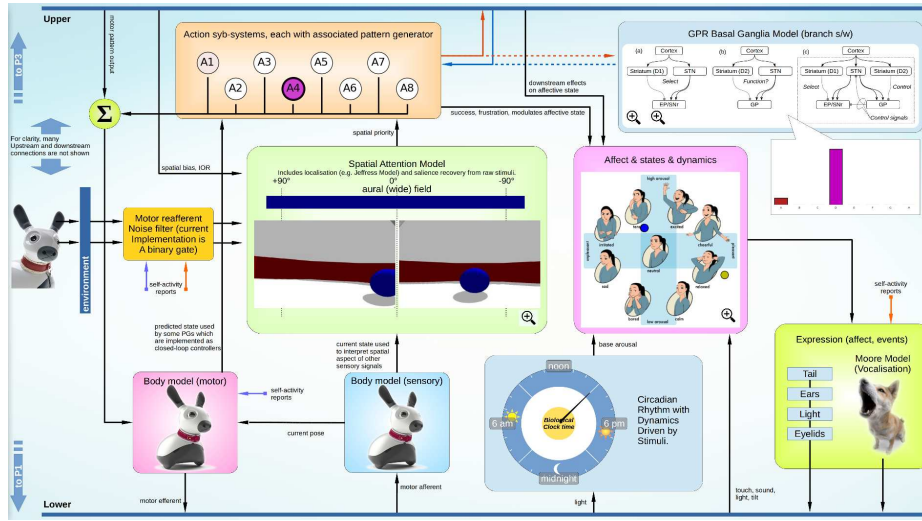 Upper
to P3
motor pattern output
Action syb-systems, each with associated pattern generator
A1
A3
A5
A7
A2
A4
A6
A8
Σ
GPR Basal Ganglia Model (branch s/w)
(a)
Cortex
Striatum (D1)
STN
Select
EP/SNr
(b)
Cortex
Striatum (D2)
STN
Function?
GP
(c)
Cortex
Striatum (D1)
STN
Striatum (D2)
Select
Control
EP/SNr
GP
Control signals
downstream effects
on affective state
success, frustration, modulates affective state
For clarity, many
Upstream and downstream
connections are not shown
spatial priority
spatial bias, IOR
Spatial Attention Model
Includes localisation (e.g. Jeffress Model) and salience recovery from raw stimuli.
+90°
0°
-90°
aural (wide) field
environment
Motor reafferent
Noise filter (current
Implementation is
A binary gate)
self-activity
reports
Affect & states & dynamics
high aroused
excited
irritated
cheerful
unpleasant
pleasant
neutral
sad
relaxed
bored
calm
low aroused
predicted state used
by some PGs which
are implemented as
closed-loop controllers
current state used
to interpret spatial
aspect of other
sensory signals
base arousal
self-activity
reports
Expression (affect, events)
Moore Model
(Vocalisation)
Tail
Ears
Light
Eyelids
Body model (motor)
self-activity
reports
current pose
Body model (sensory)
noon
6 am
6 pm
midnight
Biological
Clock time
Circadian
Rhythm with
Dynamics
Driven by
Stimuli.
to P1
motor efferent
motor afferent
light
touch, sound,
light, tilt
Lower